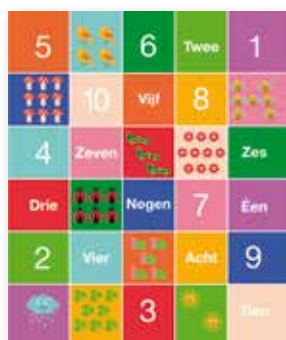 5 6 Twee 1
10 Vijf 8
4 Zeven Zes
Drie Negen 7 Een
2 Vier Acht 9
3 Tien